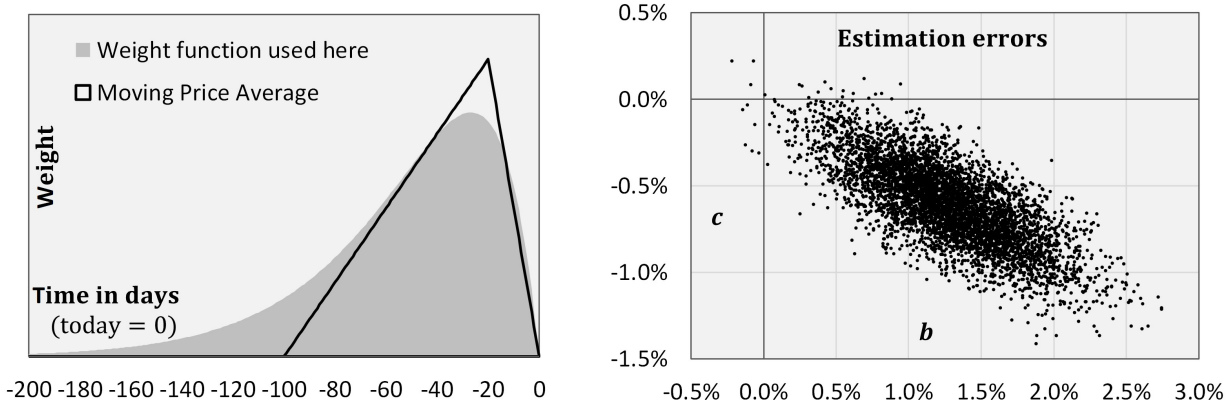 Weight function used here
Moving Price Average
Weight
Time in days
(today = 0)
-200 -180 -160 -140 -120 -100 -80 -60 -40 -20 0
Estimation errors
0.5%
0.0%
-0.5%
c
-1.0%
b
-1.5%
-0.5% 0.0% 0.5% 1.0% 1.5% 2.0% 2.5% 3.0%